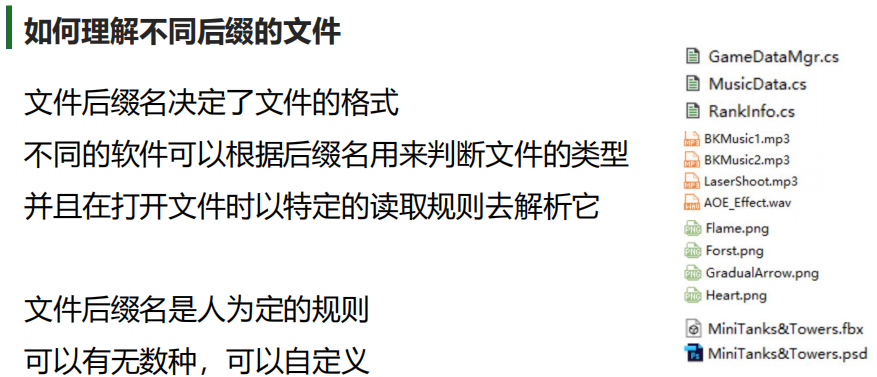 如何理解不同后缀的文件
文件后缀名决定了文件的格式
不同的软件可以根据后缀名用来判断文件的类型
并且在打开文件时以特定的读取规则去解析它
文件后缀名是人为定的规则
可以有无数种，可以自定义
GameDataMgr.cs
MusicData.cs
RankInfo.cs
BKMusic1.mp3
BKMusic2.mp3
LaserShoot.mp3
AOE_Effect.wav
Flame.png
Forst.png
GradualArrow.png
Heart.png
MiniTanks&Towers.fbx
MiniTanks&Towers.psd